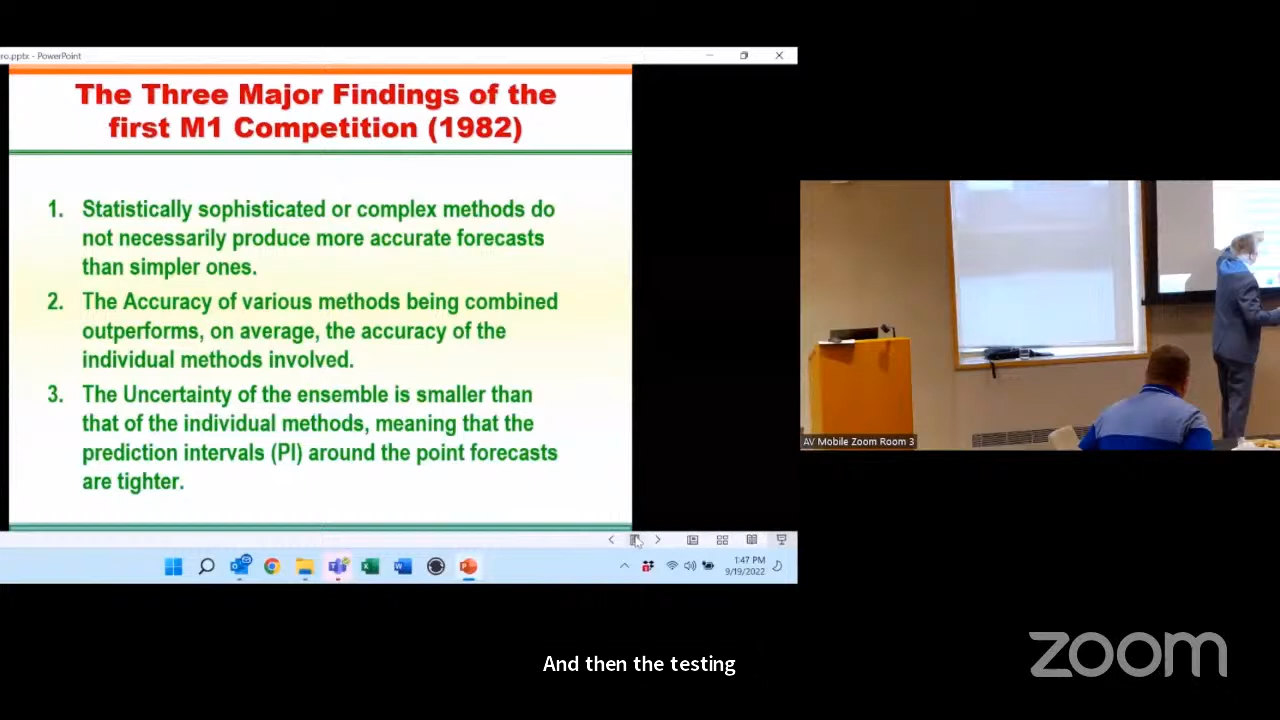 ro.pptx - PowerPoint
The Three Major Findings of the
first M1 Competition (1982)
1. Statistically sophisticated or complex methods do
not necessarily produce more accurate forecasts
than simpler ones.
2. The Accuracy of various methods being combined
outperforms, on average, the accuracy of the
individual methods involved.
3. The Uncertainty of the ensemble is smaller than
that of the individual methods, meaning that the
prediction intervals (PI) around the point forecasts
are tighter.
1:47 PM
9/19/2022
AV Mobile Zoom Room 3
And then the testing
zoom